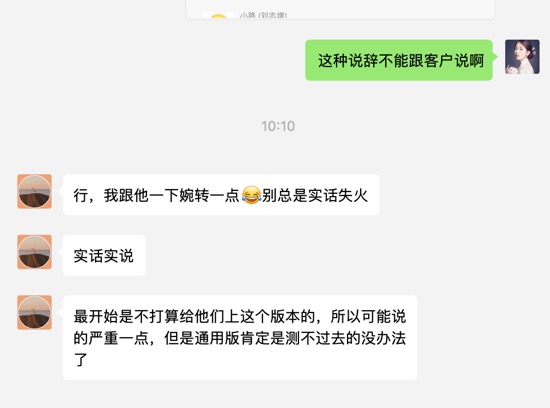 小路 (刘志增)
这种说辞不能跟客户说啊
10:10
行，我跟他一下婉转一点😂别总是实话失火
实话实说
最开始是不打算给他们上这个版本的，所以可能说
的严重一点，但是通用版肯定是测不过去的没办法
了